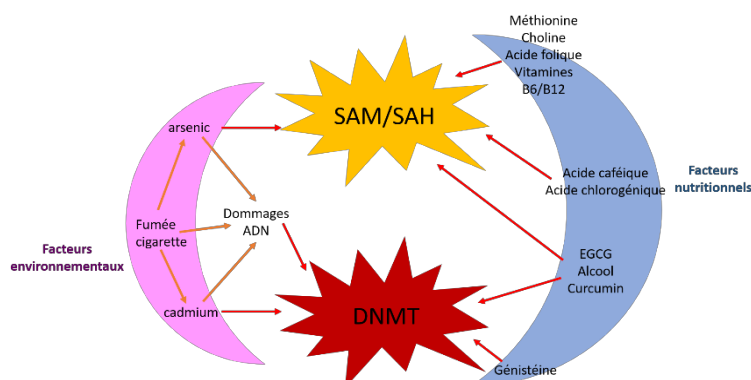 Méthionine
Choline
Acide folique
Vitamines
B6/B12
SAM/SAH
arsenic
Acide caféique
Acide chlorogénique
Facteurs
nutritionnels
Fumée
cigarette
Dommages
ADN
Facteurs
environnementaux
EGCG
Alcool
Curcumin
cadmium
DNMT
Génistéine